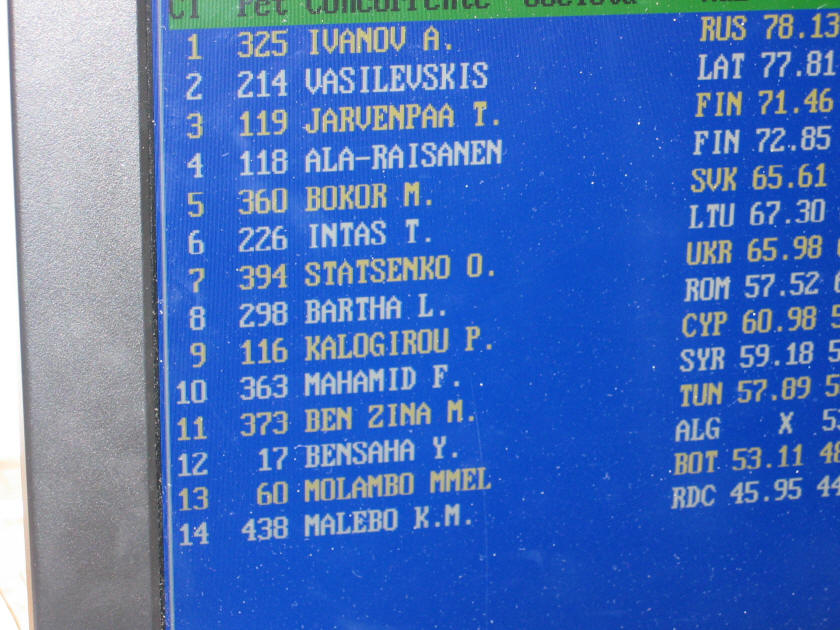 Cl Pet Concorrente
1 325 IVANOV A. RUS 78.13
2 214 VASILEVSKIS LAT 77.81
3 119 JARVENPAA T. FIN 71.46
4 118 ALA-RAISANEN FIN 72.85
5 360 BOKOR M. SVK 65.61
6 226 INTAS T. LTU 67.30
7 394 STATSENKO O. UKR 65.98
8 298 BARTHA L. ROM 57.52
9 116 KALOGIROU P. CYP 60.98
10 363 MAHAMID F. SYR 59.18
11 373 BEN ZINA M. TUN 57.89
12 17 BENSAHA Y. ALG X
13 60 MOLAMBO MMEL BOT 53.11
14 438 MALEBO K.M. RDC 45.95